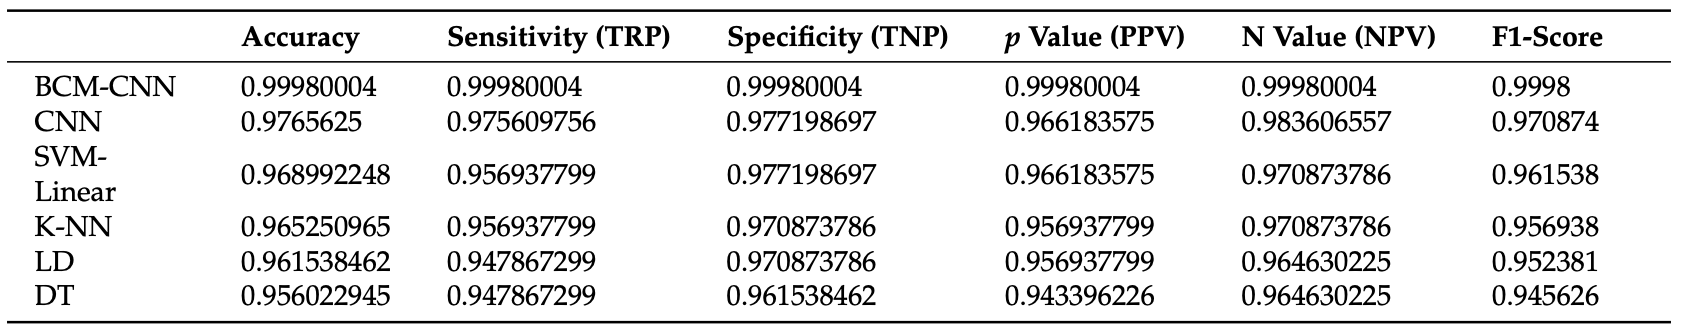 Accuracy Sensitivity (TRP) Specificity (TNP) p Value (PPV) N Value (NPV) F1-Score
BCM-CNN 0.99980004 0.99980004 0.99980004 0.99980004 0.99980004 0.9998
CNN 0.9765625 0.975609756 0.977198697 0.966183575 0.983606557 0.970874
SVM-
Linear 0.968992248 0.956937799 0.977198697 0.966183575 0.970873786 0.961538
K-NN 0.965250965 0.956937799 0.970873786 0.956937799 0.970873786 0.956938
LD 0.961538462 0.947867299 0.970873786 0.956937799 0.964630225 0.952381
DT 0.956022945 0.947867299 0.961538462 0.943396226 0.964630225 0.945626